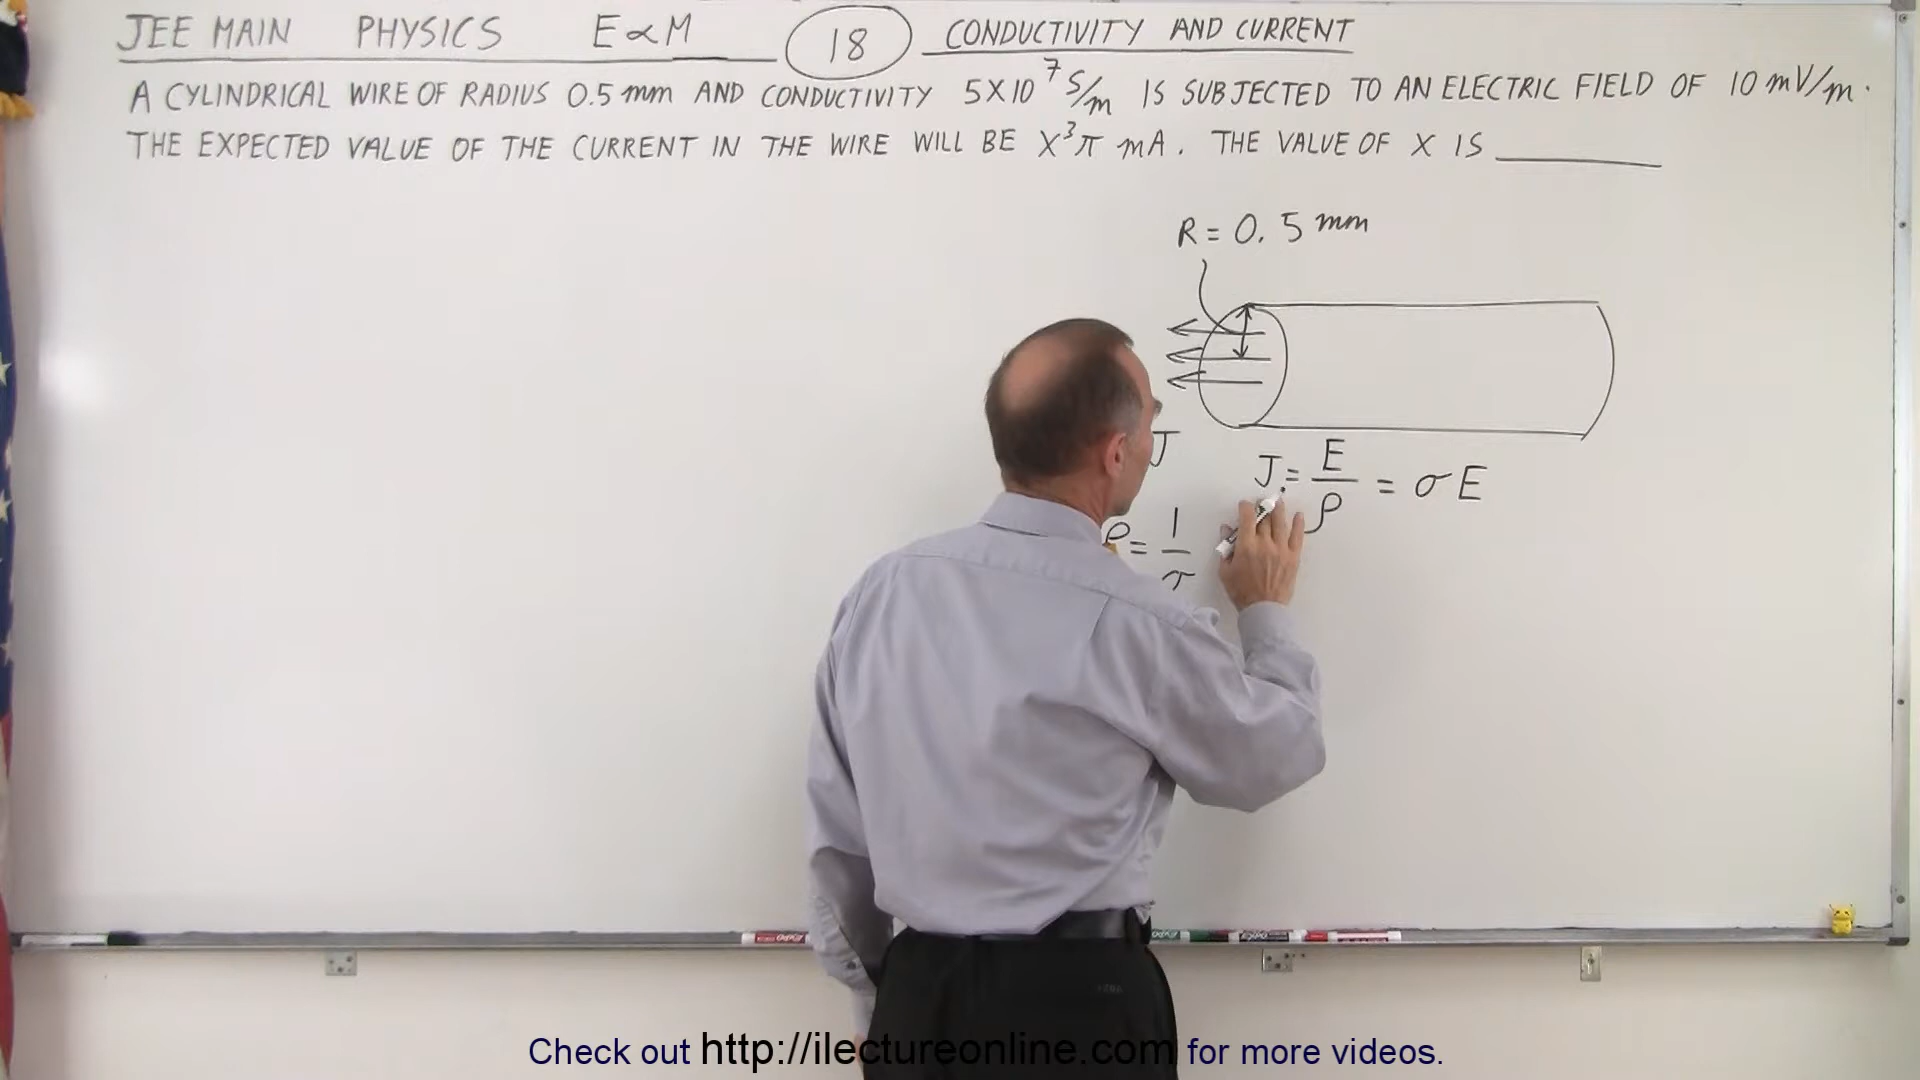 JEE MAIN PHYSICS E∝M 18 CONDUCTIVITY AND CURRENT
A CYLINDRICAL WIRE OF RADIUS 0.5 mm AND CONDUCTIVITY 5X10⁷ S/m IS SUBJECTED TO AN ELECTRIC FIELD OF 10 mV/m.
THE EXPECTED VALUE OF THE CURRENT IN THE WIRE WILL BE X³π mA. THE VALUE OF X IS ______
R = 0.5 mm
J
J = E/ρ = σE
ρ = 1/σ
Check out http://ilectureonline.com for more videos.